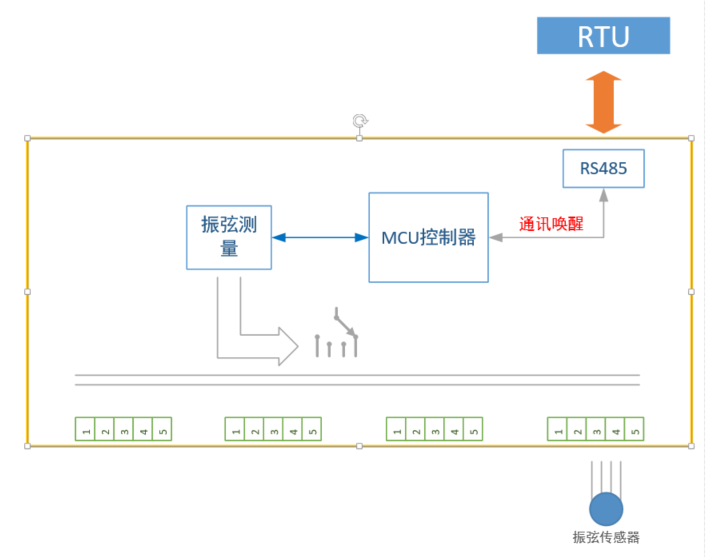 RTU
RS485
通讯唤醒
振弦测
量
MCU控制器
1 2 3 4 5
1 2 3 4 5
1 2 3 4 5
1 2 3 4 5
振弦传感器